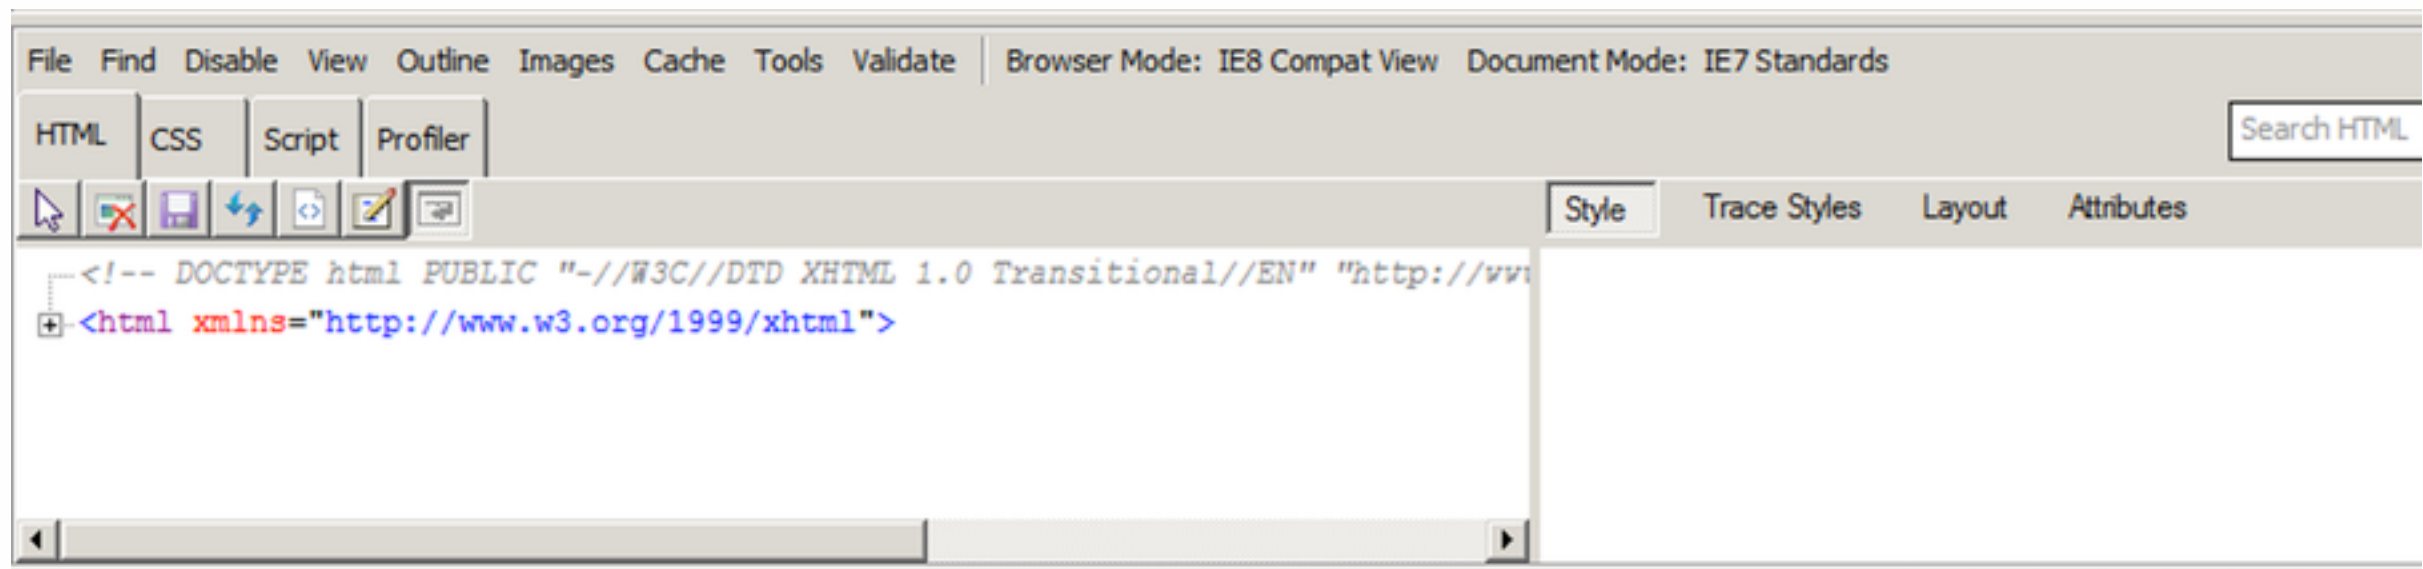 File Find Disable View Outline Images Cache Tools Validate Browser Mode: IE8 Compat View Document Mode: IE7 Standards
HTML CSS Script Profiler Search HTML
Style Trace Styles Layout Attributes
<!-- DOCTYPE html PUBLIC "-//W3C//DTD XHTML 1.0 Transitional//EN" "http://ww
<html xmlns="http://www.w3.org/1999/xhtml">